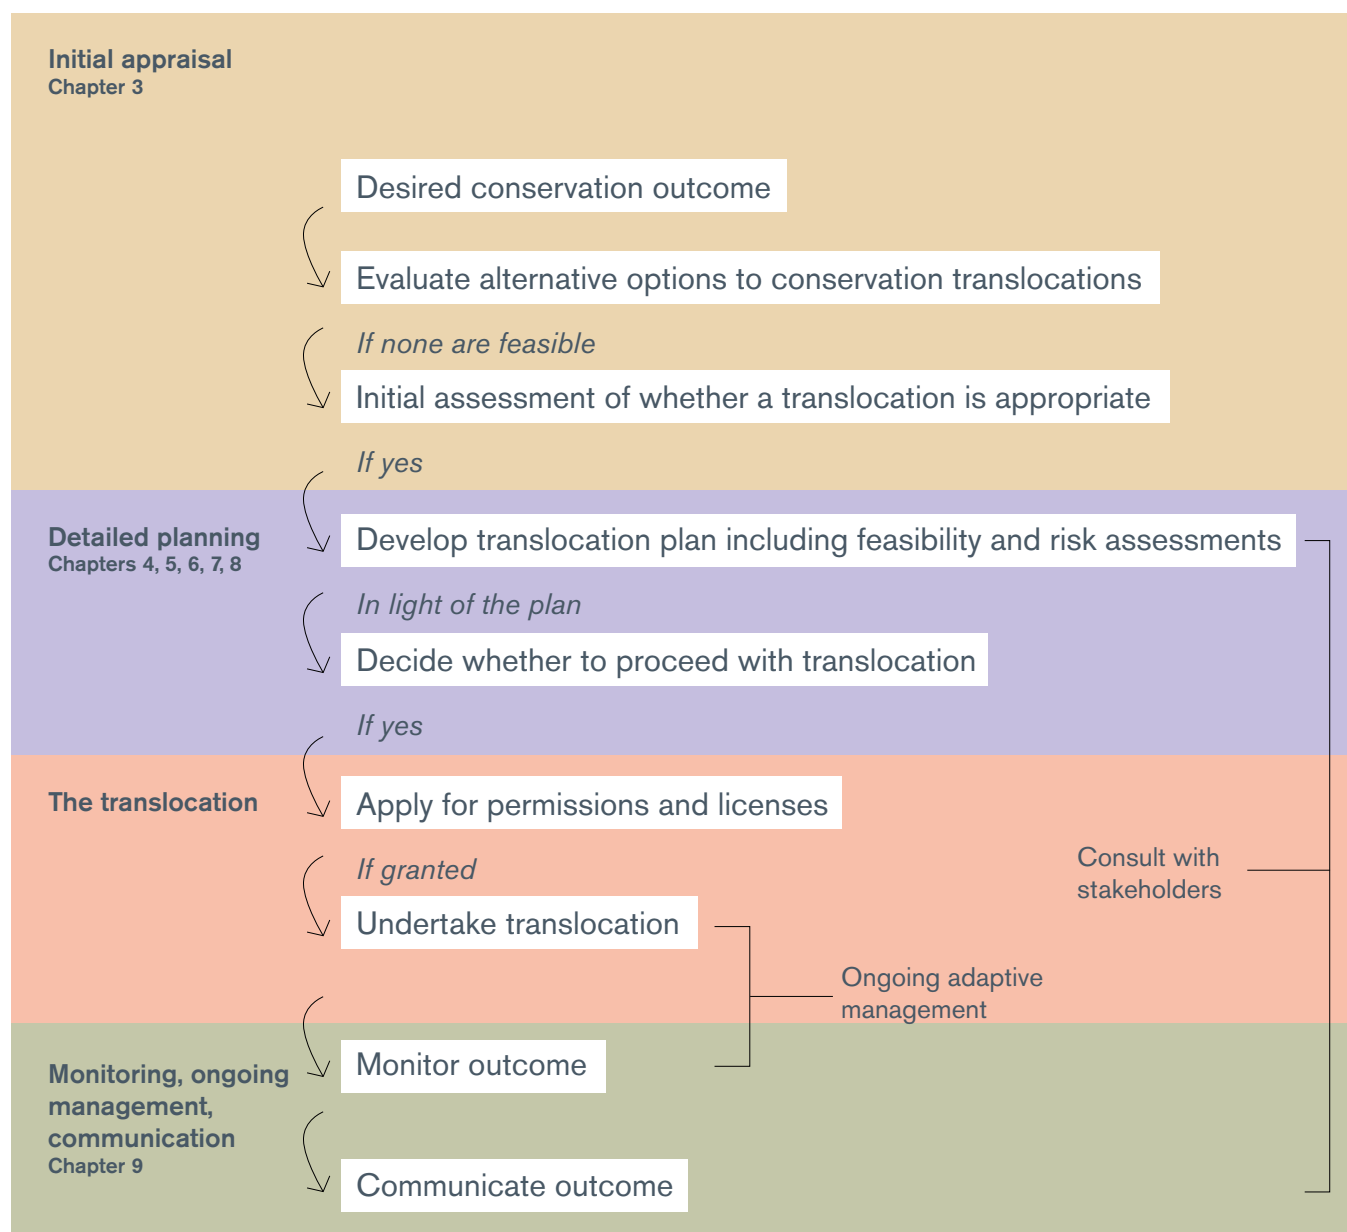 Initial appraisal
Chapter 3
Desired conservation outcome
Evaluate alternative options to conservation translocations
If none are feasible
Initial assessment of whether a translocation is appropriate
If yes
Detailed planning
Chapters 4, 5, 6, 7, 8
Develop translocation plan including feasibility and risk assessments
In light of the plan
Decide whether to proceed with translocation
If yes
The translocation
Apply for permissions and licenses
If granted
Undertake translocation
Consult with
stakeholders
Ongoing adaptive
management
Monitoring, ongoing
management,
communication
Chapter 9
Monitor outcome
Communicate outcome